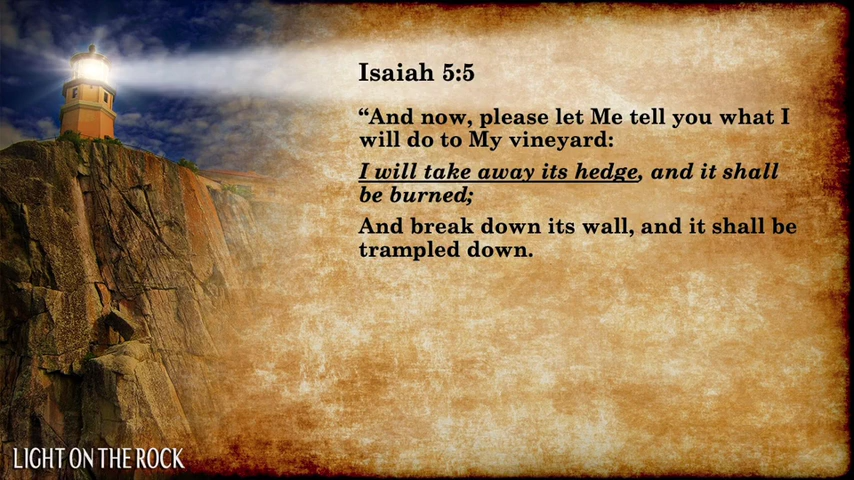 Isaiah 5:5
“And now, please let Me tell you what I
will do to My vineyard:
I will take away its hedge, and it shall
be burned;
And break down its wall, and it shall be
trampled down.
LIGHT ON THE ROCK